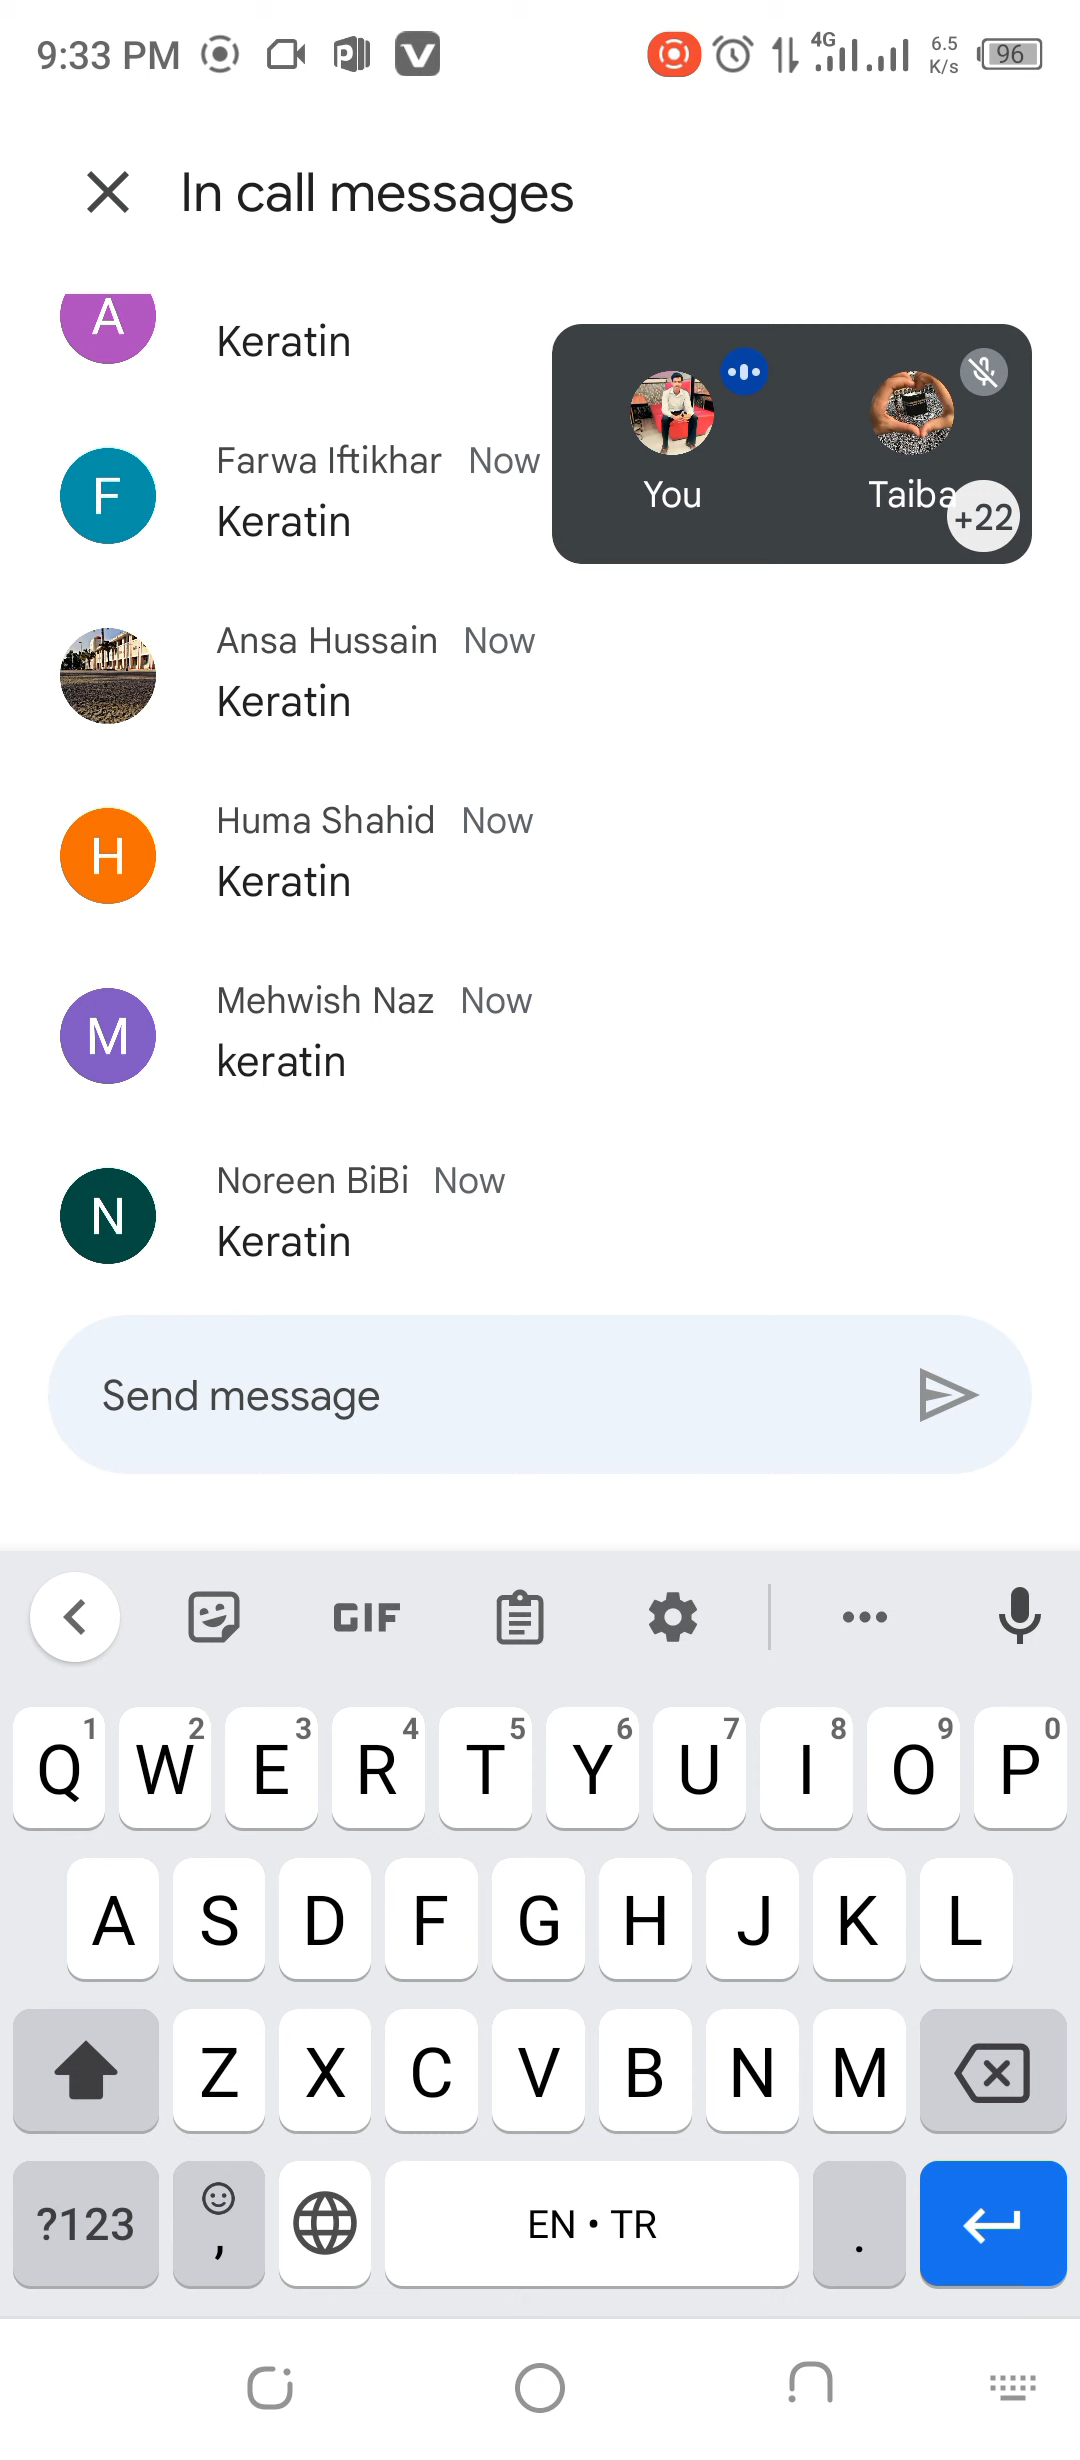 9:33 PM
4G
6.5
K/s
96
In call messages
A
Keratin
F
Farwa Iftikhar Now
Keratin
You
Taiba
+22
Ansa Hussain Now
Keratin
H
Huma Shahid Now
Keratin
M
Mehwish Naz Now
keratin
N
Noreen BiBi Now
Keratin
Send message
GIF
1 2 3 4 5 6 7 8 9 0
Q W E R T Y U I O P
A S D F G H J K L
Z X C V B N M
?123 , EN • TR .